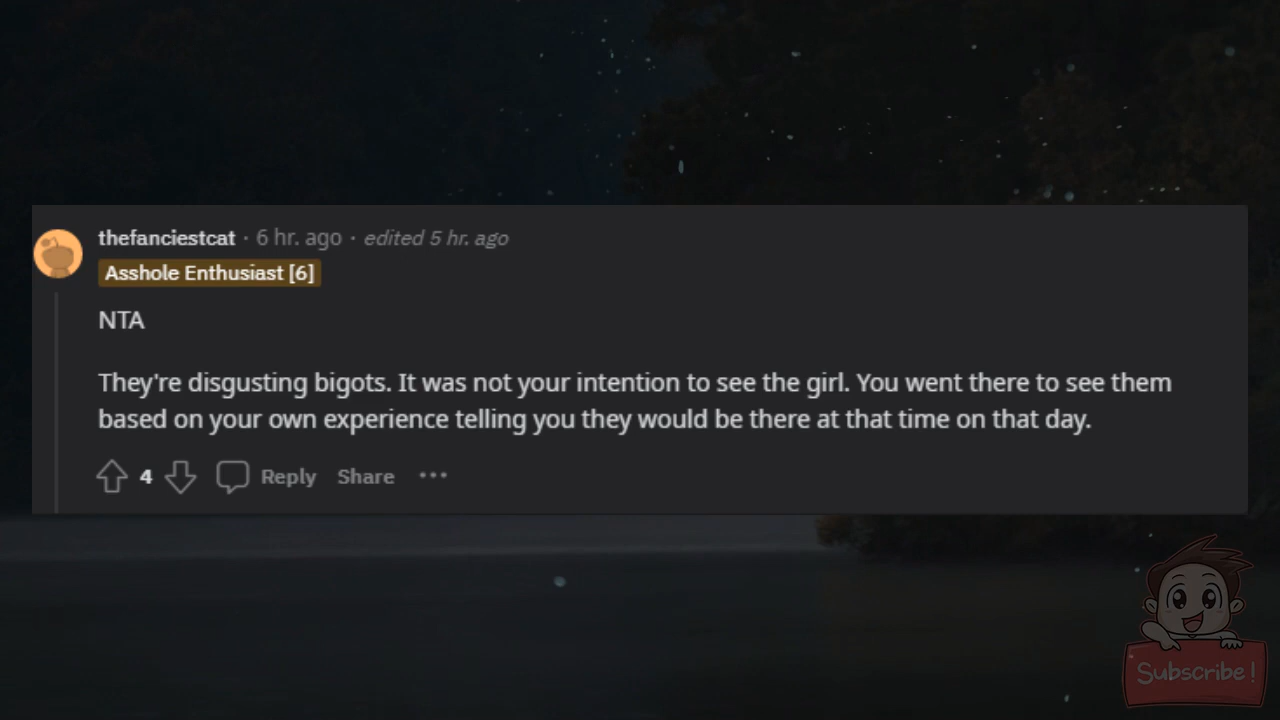 thefanciestcat · 6 hr. ago · edited 5 hr. ago
Asshole Enthusiast [6]
NTA
They're disgusting bigots. It was not your intention to see the girl. You went there to see them
based on your own experience telling you they would be there at that time on that day.
4 Reply Share ···
Subscribe!